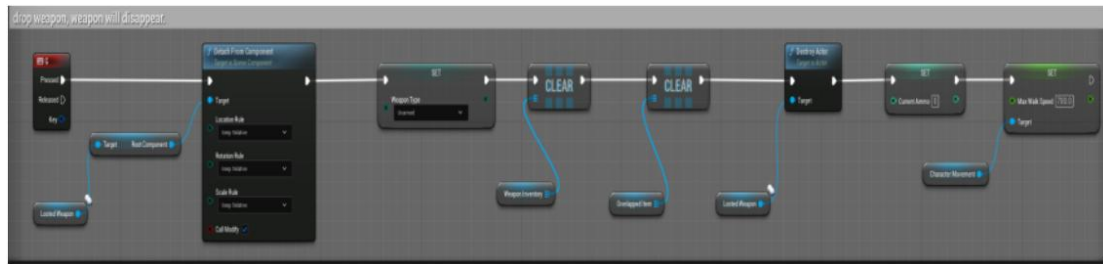 drop weapon, weapon will disappear.
G
Pressed
Released
Key
Target Root Component
Looted Weapon
Detach From Component
Target is Scene Component
Target
Location Rule
Keep Relative
Rotation Rule
Keep Relative
Scale Rule
Keep Relative
Call Modify
SET
Weapon Type
Unarmed
CLEAR
Weapon Inventory
CLEAR
Overlapped Item
Destroy Actor
Target is Actor
Target
Looted Weapon
SET
Current Ammo 0
SET
Max Walk Speed 750.0
Target
Character Movement